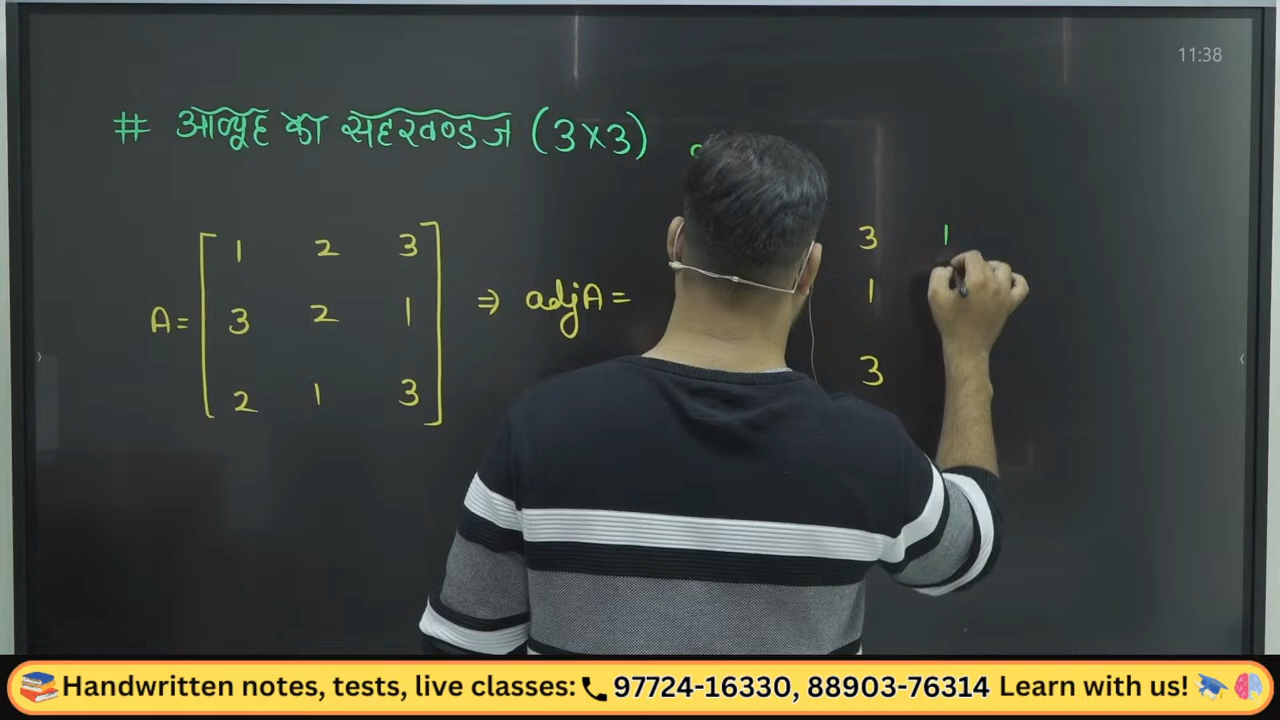 11:38
# आव्यूह का सहखण्डज (3×3)
A = [ 1 2 3
3 2 1
2 1 3 ] ⇒ adjA =
3 1
1
3
Handwritten notes, tests, live classes: 97724-16330, 88903-76314 Learn with us!